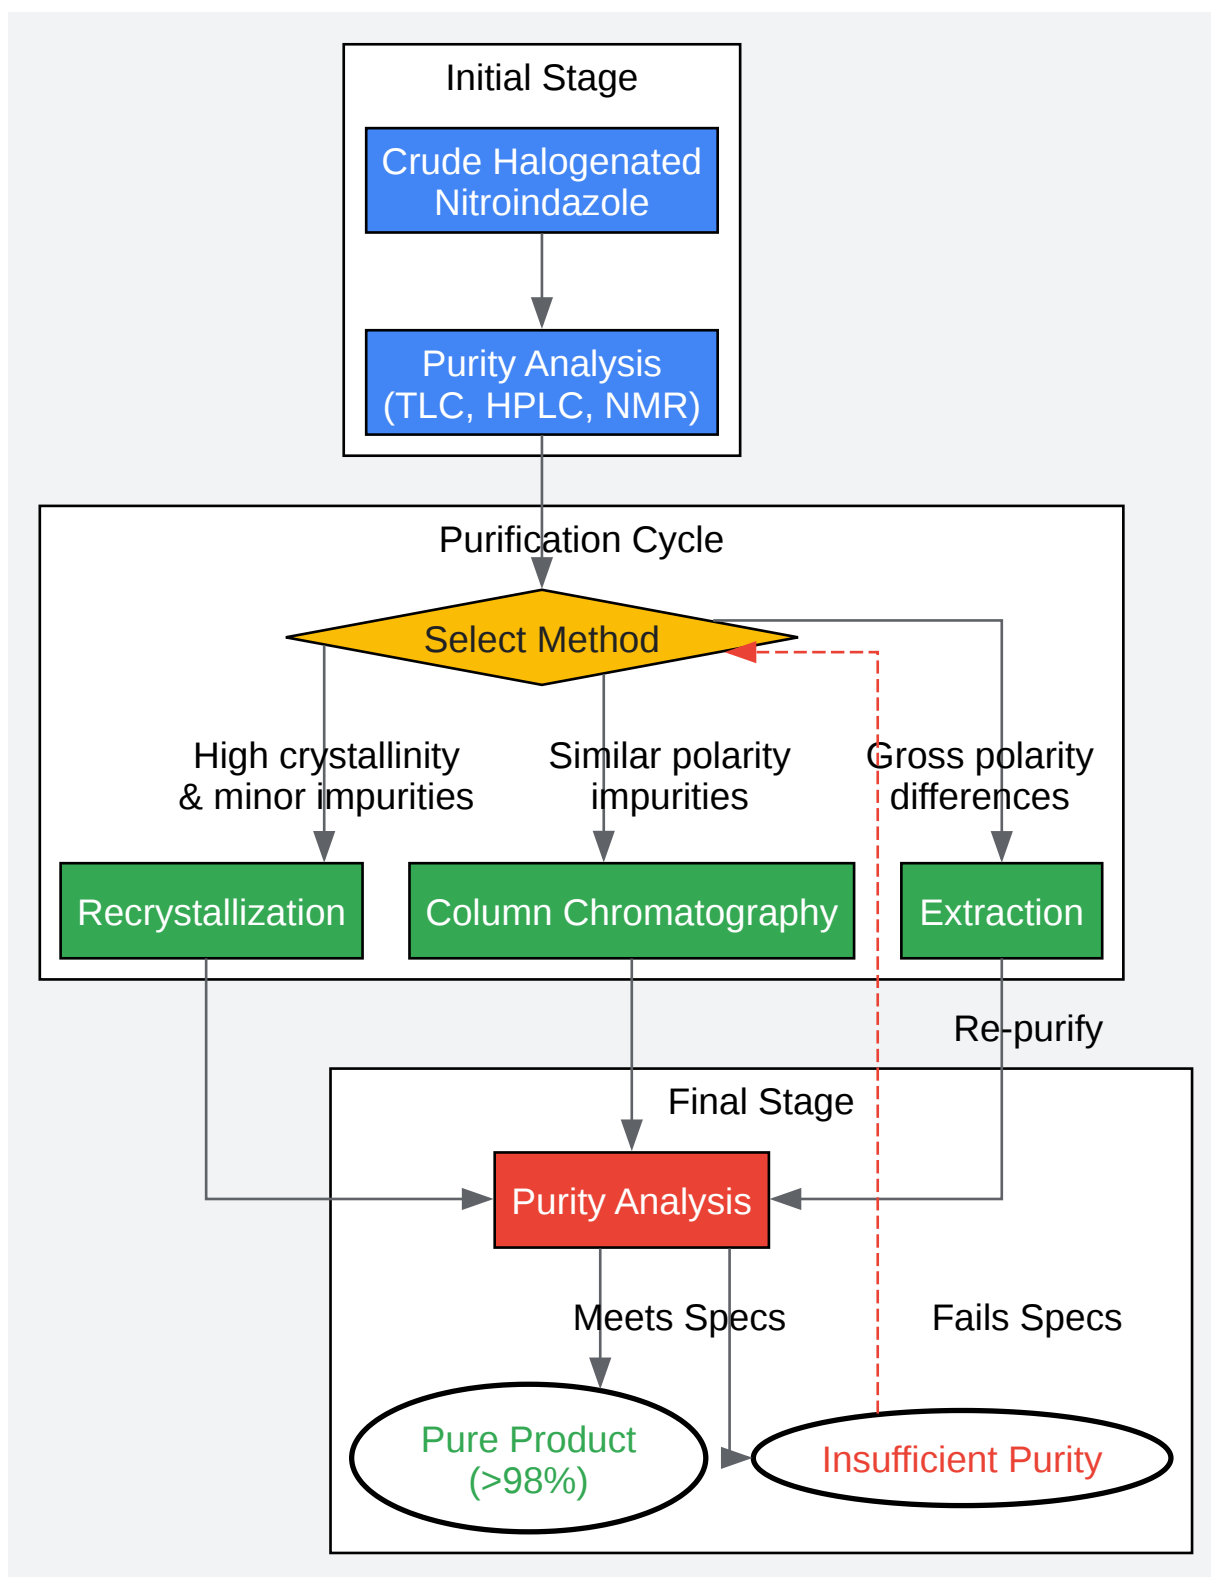 Initial Stage
Crude Halogenated
Nitroindazole
Purity Analysis
(TLC, HPLC, NMR)
Purification Cycle
Select Method
High crystallinity
& minor impurities
Similar polarity
impurities
Gross polarity
differences
Recrystallization
Column Chromatography
Extraction
Re-purify
Final Stage
Purity Analysis
Meets Specs
Fails Specs
Pure Product
(>98%)
Insufficient Purity